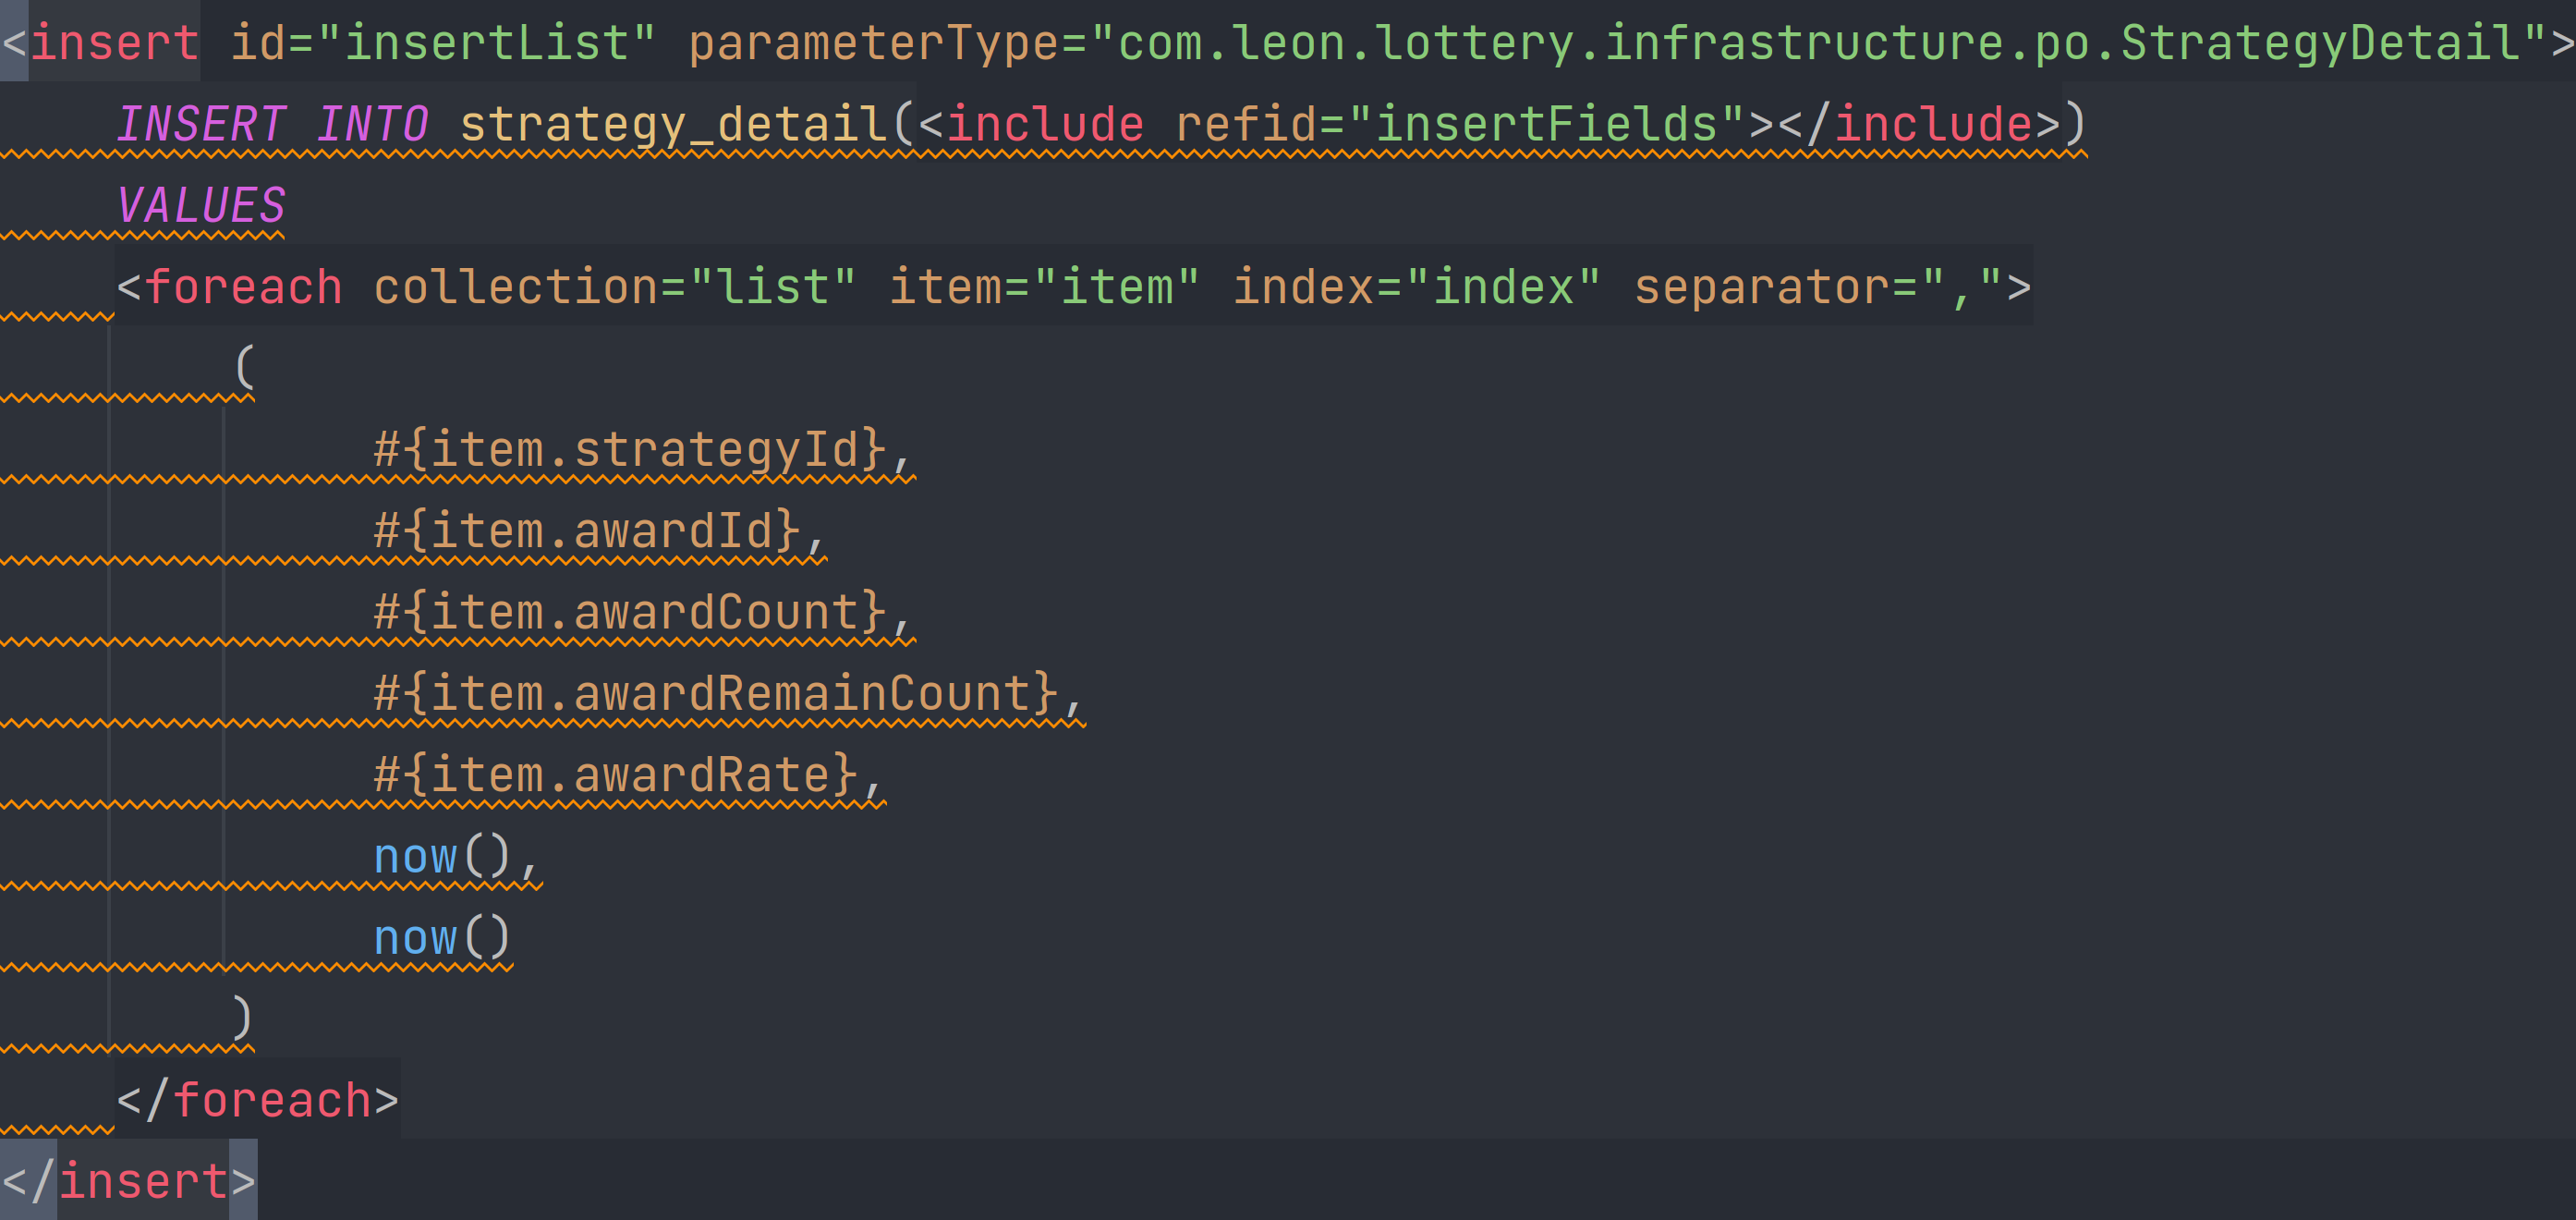 <insert id="insertList" parameterType="com.leon.lottery.infrastructure.po.StrategyDetail">
INSERT INTO strategy_detail(<include refid="insertFields"></include>)
VALUES
<foreach collection="list" item="item" index="index" separator=",">
(
#{item.strategyId},
#{item.awardId},
#{item.awardCount},
#{item.awardRemainCount},
#{item.awardRate},
now(),
now()
)
</foreach>
</insert>